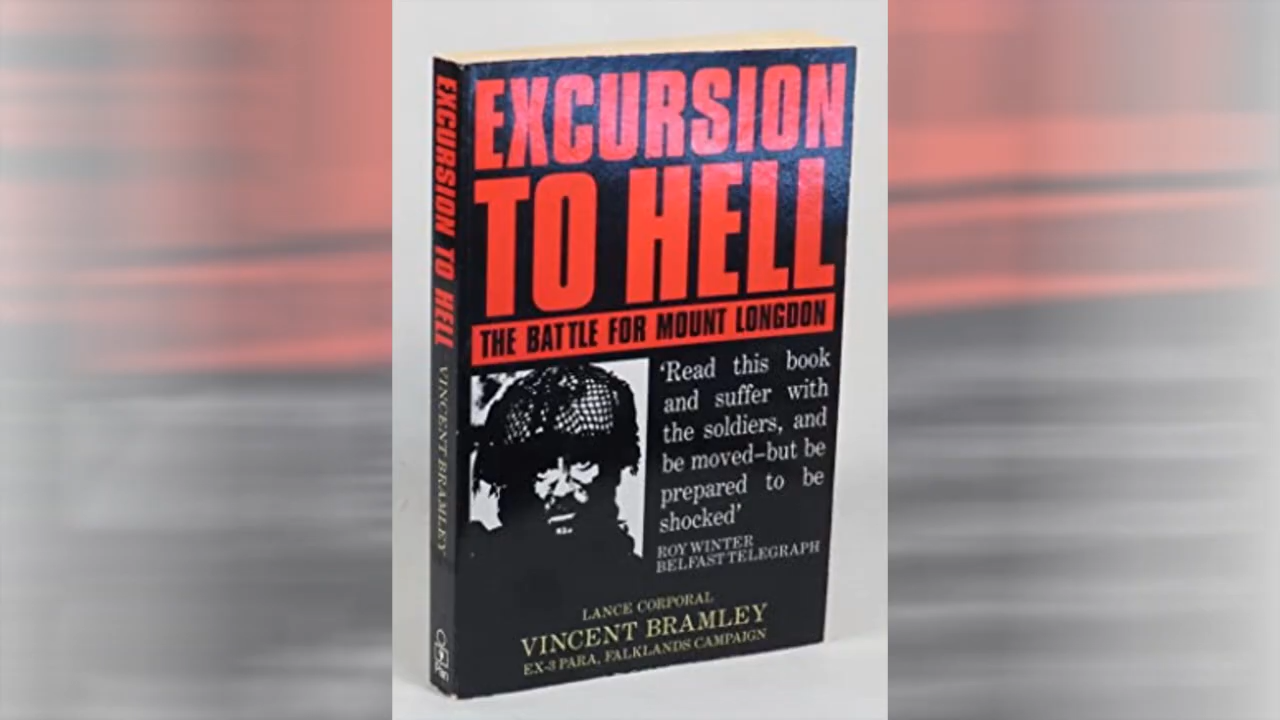 EXCURSION TO HELL VINCENT BRAMLEY
EXCURSION
TO HELL
THE BATTLE FOR MOUNT LONGDON
'Read this book
and suffer with
the soldiers, and
be moved–but be
prepared to be
shocked'
ROY WINTER
BELFAST TELEGRAPH
LANCE CORPORAL
VINCENT BRAMLEY
EX-3 PARA, FALKLANDS CAMPAIGN